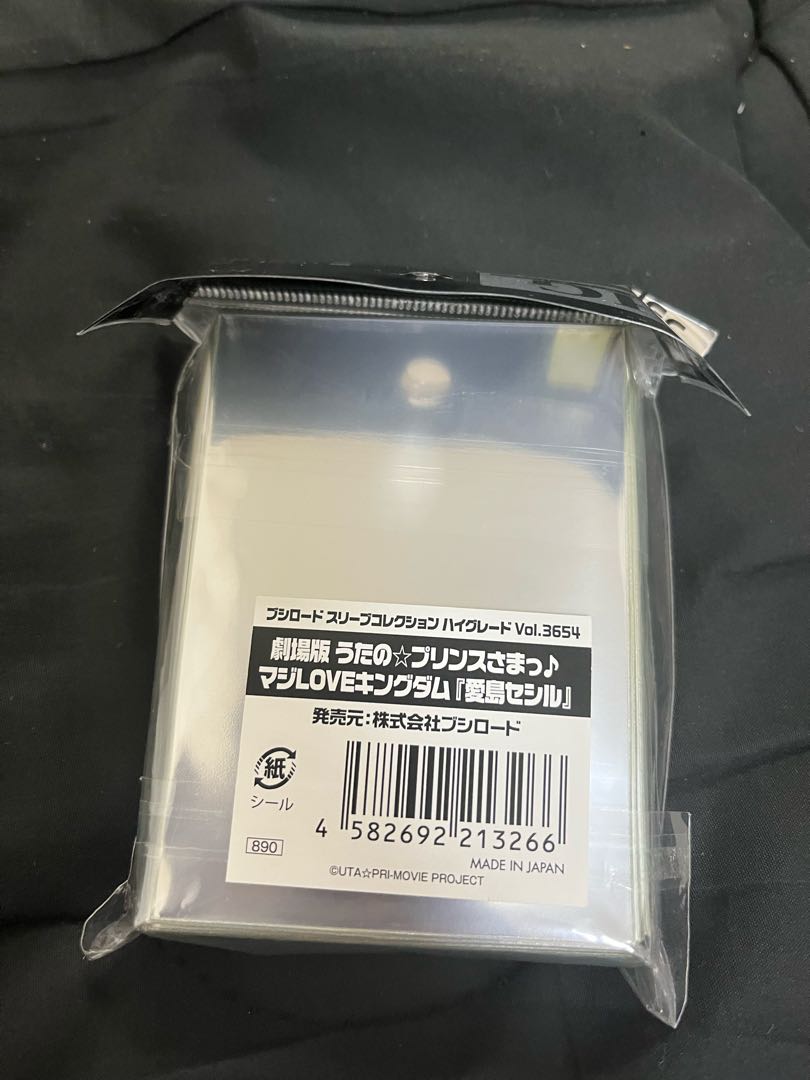 ブシロード スリーブコレクション ハイグレード Vol.3654
劇場版 うたの☆プリンスさまっ♪
マジLOVEキングダム『愛島セシル』
発売元:株式会社ブシロード
紙
シール
4 582692 213266
890
MADE IN JAPAN
©UTA☆PRI-MOVIE PROJECT